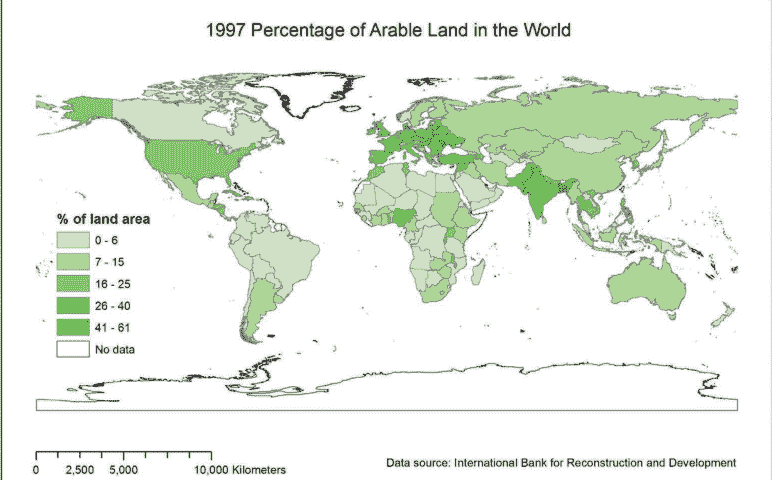 1997 Percentage of Arable Land in the World
% of land area
0 - 6
7 - 15
16 - 25
26 - 40
41 - 61
No data
0 2,500 5,000 10,000 Kilometers
Data source: International Bank for Reconstruction and Development